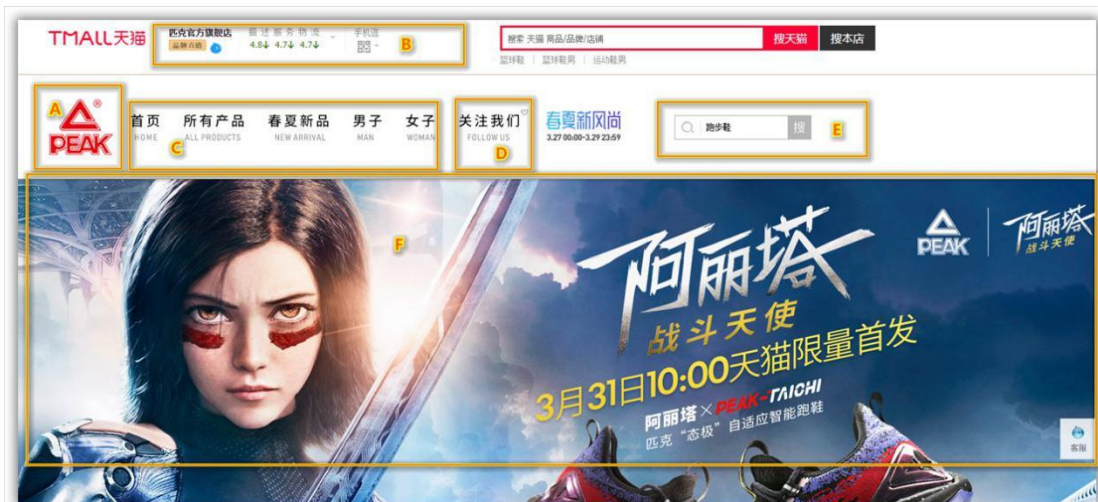 TMALL天猫
匹克官方旗舰店 描述 服务 物流 手机逛
品牌直销 4.8↓ 4.7↓ 4.7↓
B
搜索 天猫 商品/品牌/店铺 搜天猫 搜本店
篮球鞋 | 篮球鞋男 | 运动鞋男
A
PEAK®
首页 所有产品 春夏新品 男子 女子 关注我们
HOME ALL PRODUCTS NEW ARRIVAL MAN WOMAN FOLLOW US
C
D
春夏新风尚
3.27 00:00-3.29 23:59
跑步鞋 搜
E
F
阿丽塔
战斗天使
PEAK
阿丽塔
战斗天使
3月31日10:00天猫限量首发
阿丽塔×PEAK-TAICHI
匹克“态极”自适应智能跑鞋
客服